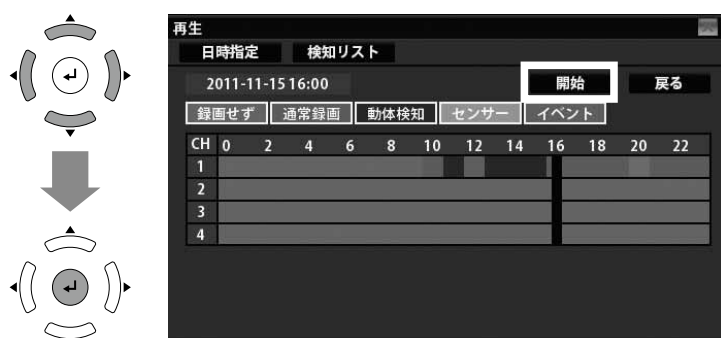 再生
日時指定 検知リスト
2011-11-15 16:00 開始 戻る
録画せず 通常録画 動体検知 センサー イベント
CH 0 2 4 6 8 10 12 14 16 18 20 22
1
2
3
4